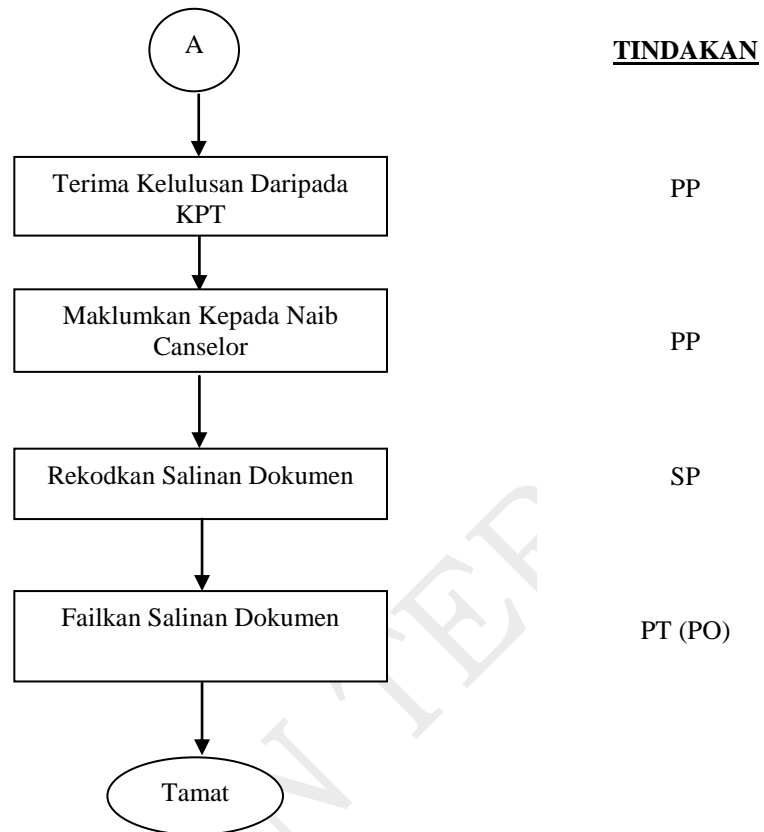 A
TINDAKAN
Terima Kelulusan Daripada
KPT
PP
Maklumkan Kepada Naib
Canselor
PP
Rekodkan Salinan Dokumen
SP
Failkan Salinan Dokumen
PT (PO)
Tamat